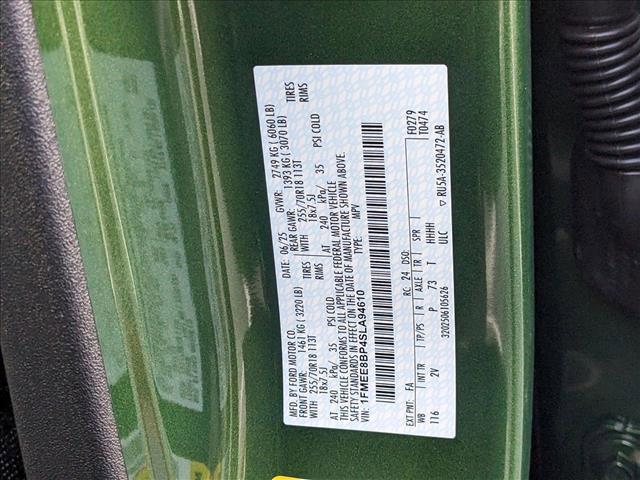 MFD. BY FORD MOTOR CO.
DATE: 06/25 GVWR: 2749 KG ( 6060 LB)
FRONT GAWR: 1461 KG ( 3220 LB) REAR GAWR: 1393 KG ( 3070 LB)
WITH 255/70R18 113T TIRES WITH 255/70R18 113T TIRES
18x7.5J RIMS 18x7.5J RIMS
AT 240 kPa/ 35 PSI COLD AT 240 kPa/ 35 PSI COLD
THIS VEHICLE CONFORMS TO ALL APPLICABLE FEDERAL MOTOR VEHICLE
SAFETY STANDARDS IN EFFECT ON THE DATE OF MANUFACTURE SHOWN ABOVE.
VIN: 1FMEE8BP4SLA94610 TYPE: MPV
EXT PNT: FA RC: 24 DSO: F0279
WB INT TR TP/PS R AXLE TR SPR T0474
116 2V P 73 T HHHH
ULC
3202506105626 ▽ RU5A-3520472-AB